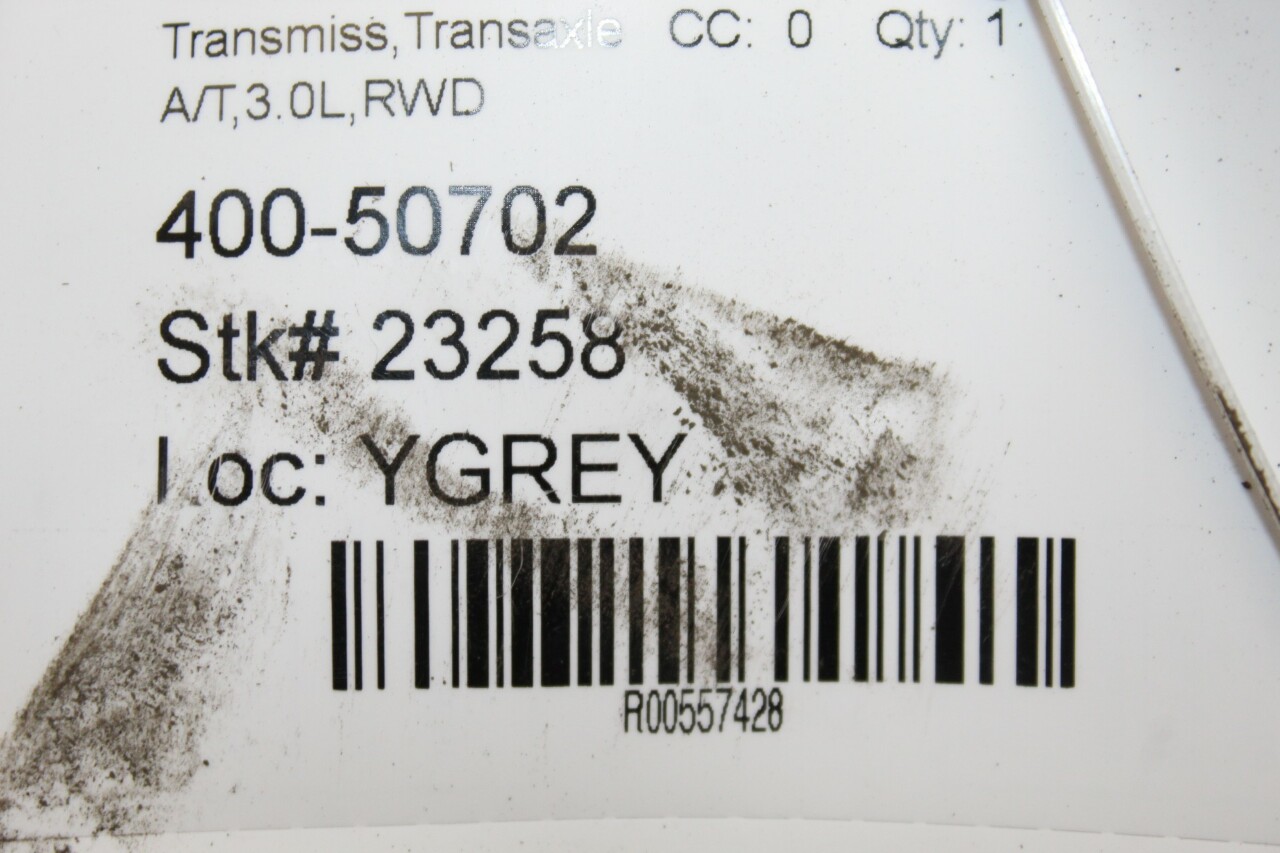 Transmiss,Transaxle CC: 0 Qty: 1
A/T,3.0L,RWD
400-50702
Stk# 23258
Loc: YGREY
R00557428